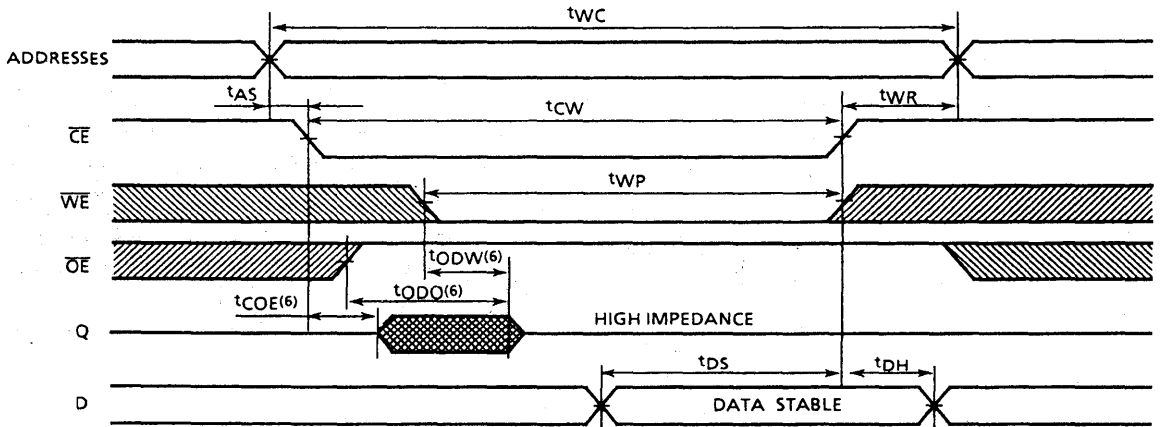 tWC
ADDRESSES
tAS
tCW
tWR
CE
tWP
WE
OE
tODW(6)
tODO(6)
tCOE(6)
Q
HIGH IMPEDANCE
tDS
tDH
D
DATA STABLE